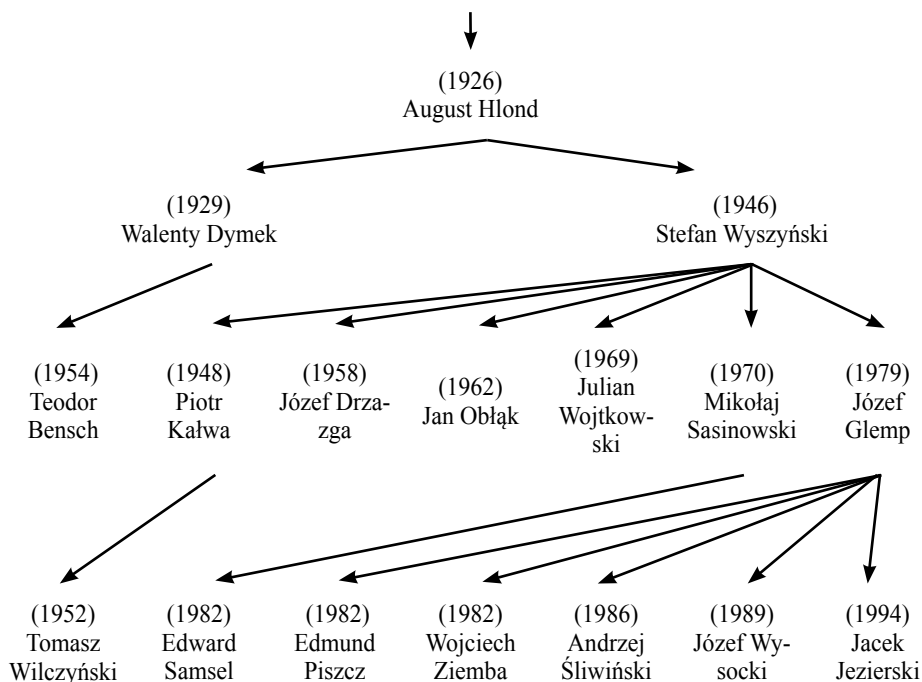 (1926)
August Hlond
(1929)
Walenty Dymek
(1946)
Stefan Wyszyński
(1954)
Teodor
Bensch
(1948)
Piotr
Kałwa
(1958)
Józef Drza-
zga
(1962)
Jan Obłąk
(1969)
Julian
Wojtkow-
ski
(1970)
Mikołaj
Sasinowski
(1979)
Józef
Glemp
(1952)
Tomasz
Wilczyński
(1982)
Edward
Samsel
(1982)
Edmund
Piszcz
(1982)
Wojciech
Ziemba
(1986)
Andrzej
Śliwiński
(1989)
Józef Wy-
socki
(1994)
Jacek
Jezierski